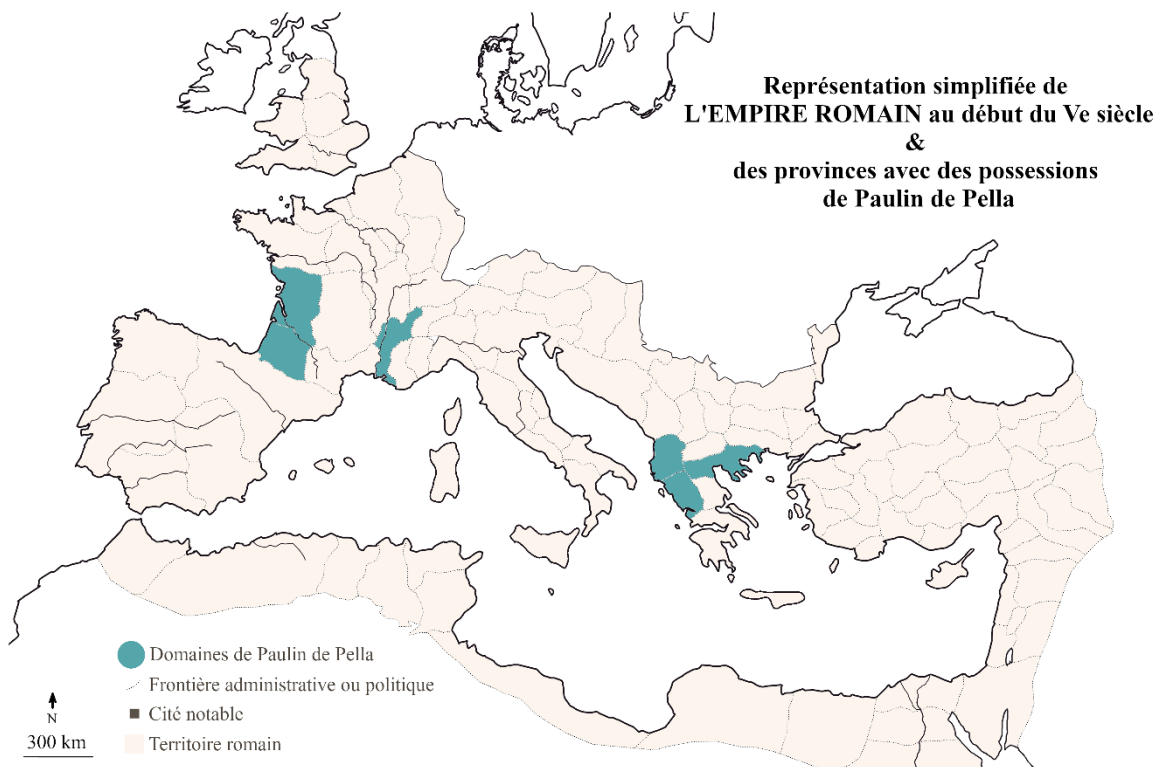 Représentation simplifiée de
L'EMPIRE ROMAIN au début du Ve siècle
&
des provinces avec des possessions
de Paulin de Pella
Domaines de Paulin de Pella
Frontière administrative ou politique
Cité notable
Territoire romain
N
300 km